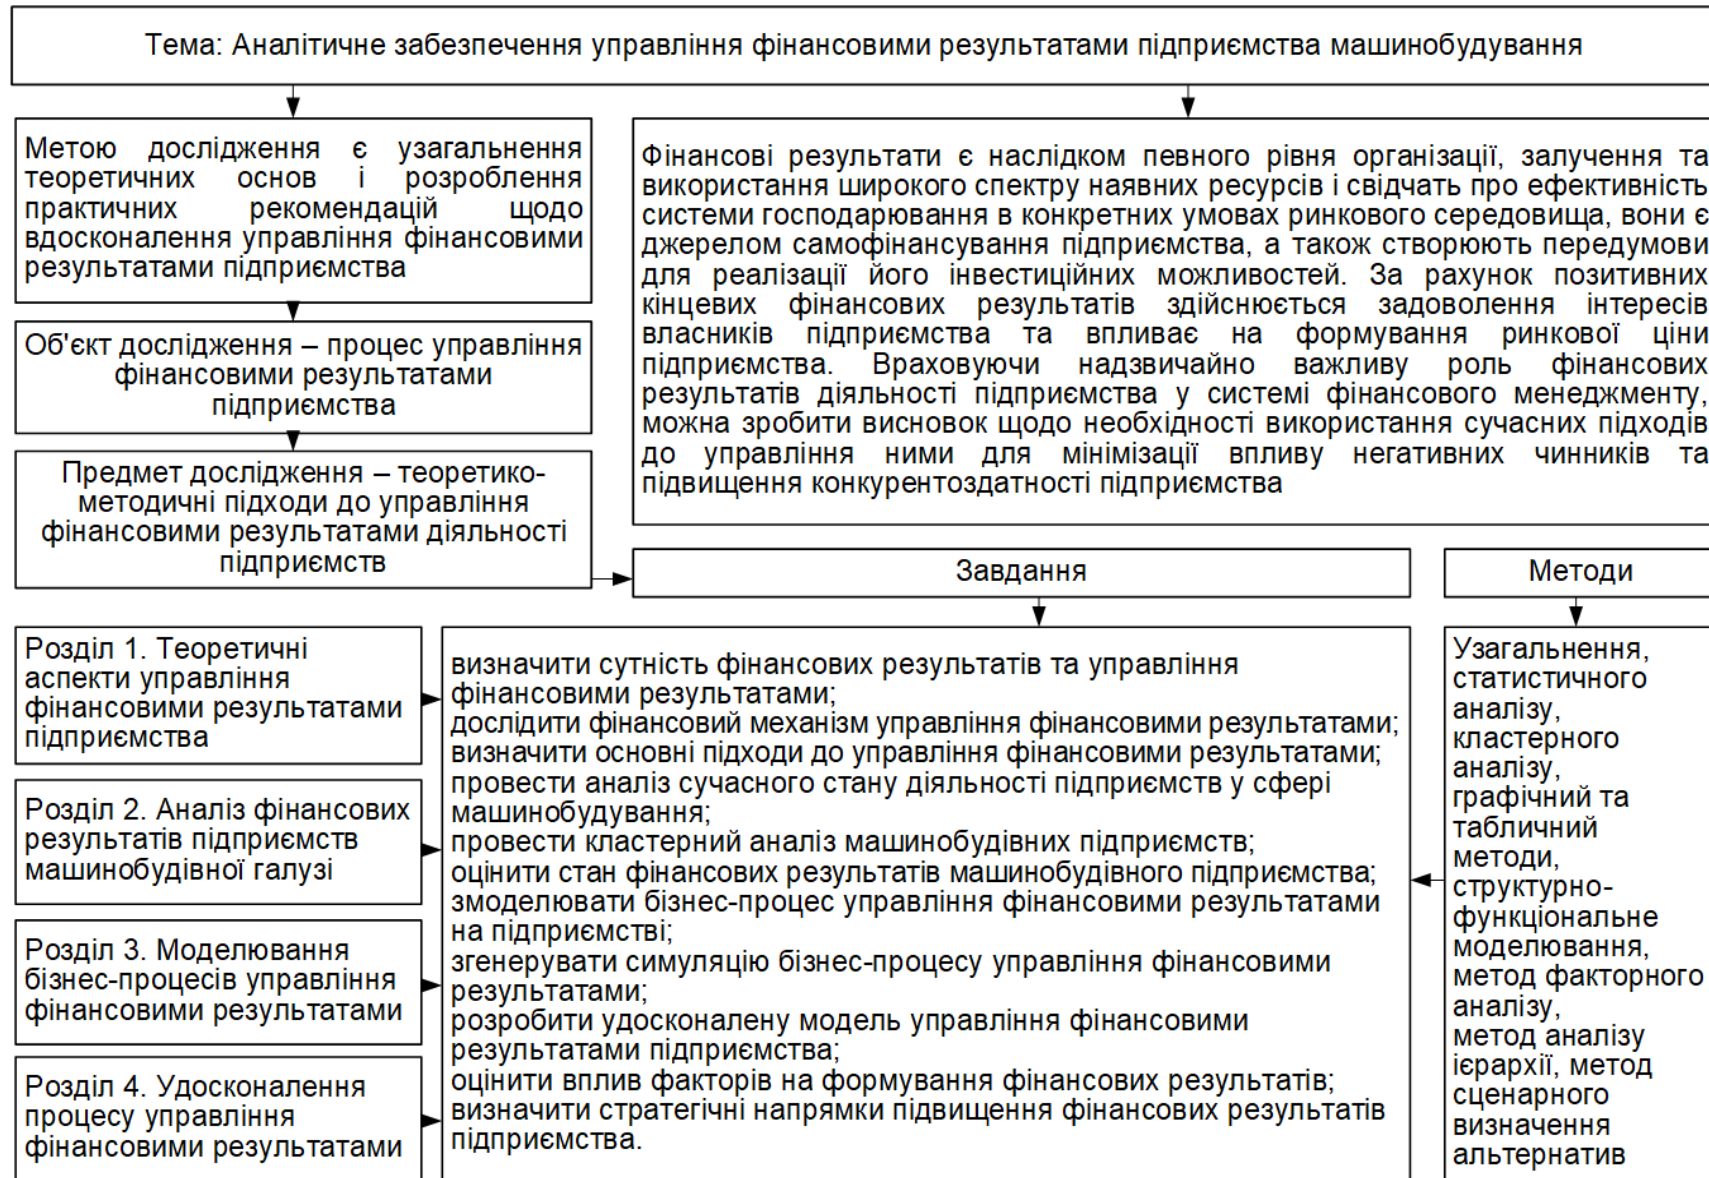 Тема: Аналітичне забезпечення управління фінансовими результатами підприємства машинобудування
Метою дослідження є узагальнення
теоретичних основ і розроблення
практичних рекомендацій щодо
вдосконалення управління фінансовими
результатами підприємства
Об'єкт дослідження – процес управління
фінансовими результатами
підприємства
Предмет дослідження – теоретико-
методичні підходи до управління
фінансовими результатами діяльності
підприємств
Фінансові результати є наслідком певного рівня організації, залучення та
використання широкого спектру наявних ресурсів і свідчать про ефективність
системи господарювання в конкретних умовах ринкового середовища, вони є
джерелом самофінансування підприємства, а також створюють передумови
для реалізації його інвестиційних можливостей. За рахунок позитивних
кінцевих фінансових результатів здійснюється задоволення інтересів
власників підприємства та впливає на формування ринкової ціни
підприємства. Враховуючи надзвичайно важливу роль фінансових
результатів діяльності підприємства у системі фінансового менеджменту,
можна зробити висновок щодо необхідності використання сучасних підходів
до управління ними для мінімізації впливу негативних чинників та
підвищення конкурентоздатності підприємства
Завдання
Методи
Розділ 1. Теоретичні
аспекти управління
фінансовими результатами
підприємства
Розділ 2. Аналіз фінансових
результатів підприємств
машинобудівної галузі
Розділ 3. Моделювання
бізнес-процесів управління
фінансовими результатами
Розділ 4. Удосконалення
процесу управління
фінансовими результатами
визначити сутність фінансових результатів та управління
фінансовими результатами;
дослідити фінансовий механізм управління фінансовими результатами;
визначити основні підходи до управління фінансовими результатами;
провести аналіз сучасного стану діяльності підприємств у сфері
машинобудування;
провести кластерний аналіз машинобудівних підприємств;
оцінити стан фінансових результатів машинобудівного підприємства;
змоделювати бізнес-процес управління фінансовими результатами
на підприємстві;
згенерувати симуляцію бізнес-процесу управління фінансовими
результатами;
розробити удосконалену модель управління фінансовими
результатами підприємства;
оцінити вплив факторів на формування фінансових результатів;
визначити стратегічні напрямки підвищення фінансових результатів
підприємства.
Узагальнення,
статистичного
аналізу,
кластерного
аналізу,
графічний та
табличний
методи,
структурно-
функціональне
моделювання,
метод факторного
аналізу,
метод аналізу
ієрархії, метод
сценарного
визначення
альтернатив